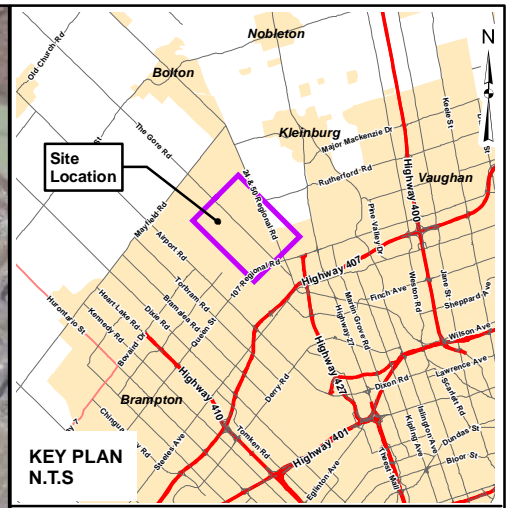 Nobleton
N
Old Church Rd
Bolton
Keele St
The Gore Rd
Kleinburg
Major Mackenzie Dr
Site
Location
24 & 50 Regional Rd
Rutherford Rd
Vaughan
Highway 400
Mayfield Rd
Pine Valley Dr
Airport Rd
107 Regional Rd
Highway 407
Weston Rd
Jane St
Hurontario St
Torbram Rd
Finch Ave
Sheppard Ave
Heart Lake Rd
Bramalea Rd
Martin Grove Rd
Highway 27
Kennedy Rd
Dixie Rd
Queen St
Wilson Ave
Bovaird Dr
Highway 427
Lawrence Ave
Derry Rd
Dixon Rd
Scarlett Rd
Brampton
Highway 410
Islington Ave
Kipling Ave
Dundas St
Tomken Rd
Highway 401
Bloor St
Steeles Ave
Eglinton Ave
KEY PLAN
N.T.S